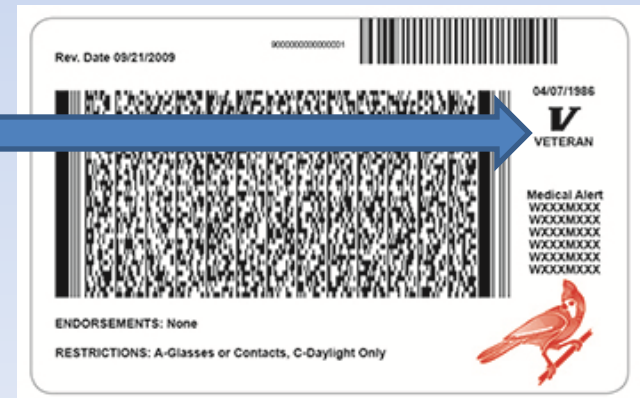 Rev. Date 09/21/2009
9000000000000001
04/07/1986
V
VETERAN
Medical Alert
WXXXMXXX
WXXXMXXX
WXXXMXXX
WXXXMXXX
WXXXMXXX
WXXXMXXX
ENDORSEMENTS: None
RESTRICTIONS: A-Glasses or Contacts, C-Daylight Only